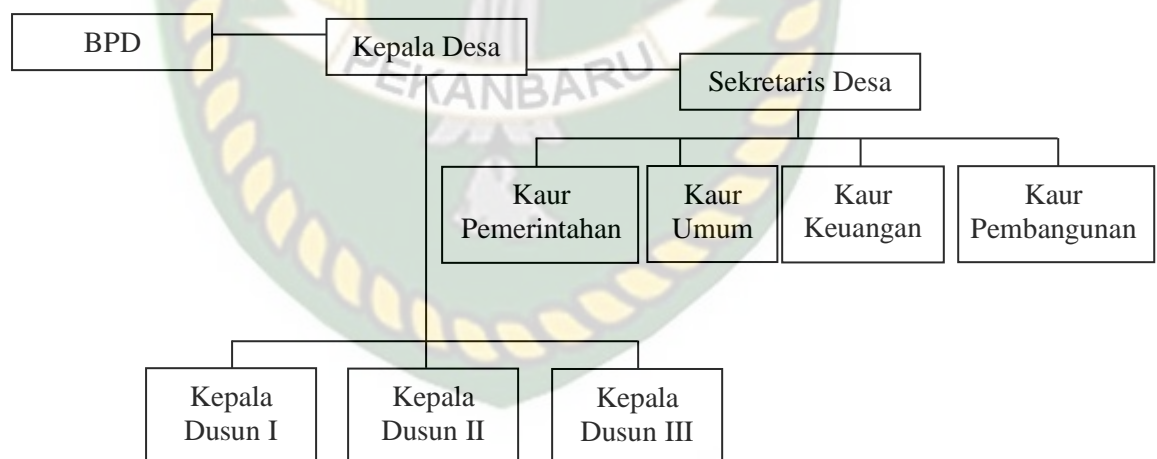 BPD
Kepala Desa
PEKANBARU
Sekretaris Desa
Kaur
Pemerintahan
Kaur
Umum
Kaur
Keuangan
Kaur
Pembangunan
Kepala
Dusun I
Kepala
Dusun II
Kepala
Dusun III